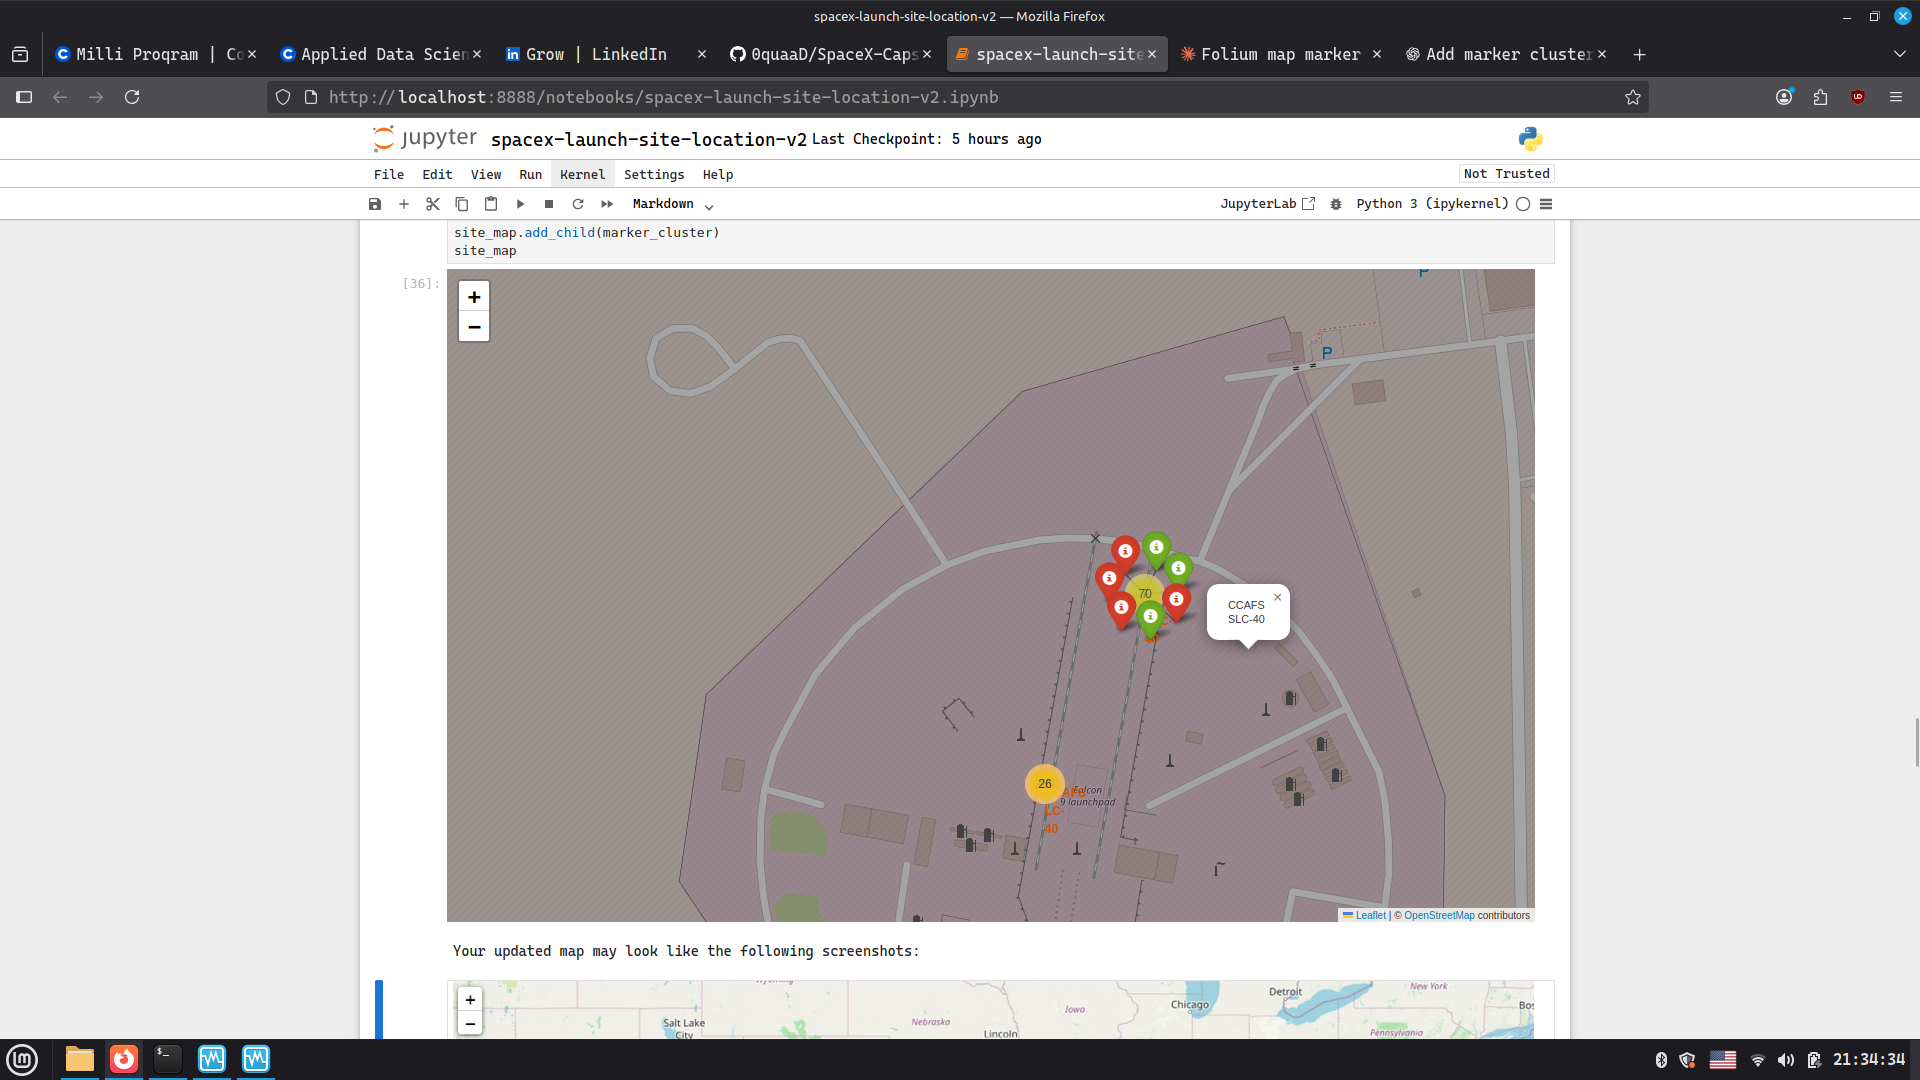 spacex-launch-site-location-v2 — Mozilla Firefox
Milli Proqram | Co
Applied Data Scien
Grow | LinkedIn
0quaaD/SpaceX-Caps
spacex-launch-site
Folium map marker
Add marker cluster
http://localhost:8888/notebooks/spacex-launch-site-location-v2.ipynb
jupyter spacex-launch-site-location-v2 Last Checkpoint: 5 hours ago
File Edit View Run Kernel Settings Help
Not Trusted
Markdown
JupyterLab
Python 3 (ipykernel)
site_map.add_child(marker_cluster)
site_map
[36]:
+
−
P
P
70
CCAFS
SLC-40
×
40
26
Falcon
9 launchpad
AFS
LC-
40
Leaflet | © OpenStreetMap contributors
Your updated map may look like the following screenshots:
+
−
Wyoming
Salt Lake
City
Nebraska
Lincoln
Iowa
Chicago
Detroit
New York
Bos
Pennsylvania
21:34:34